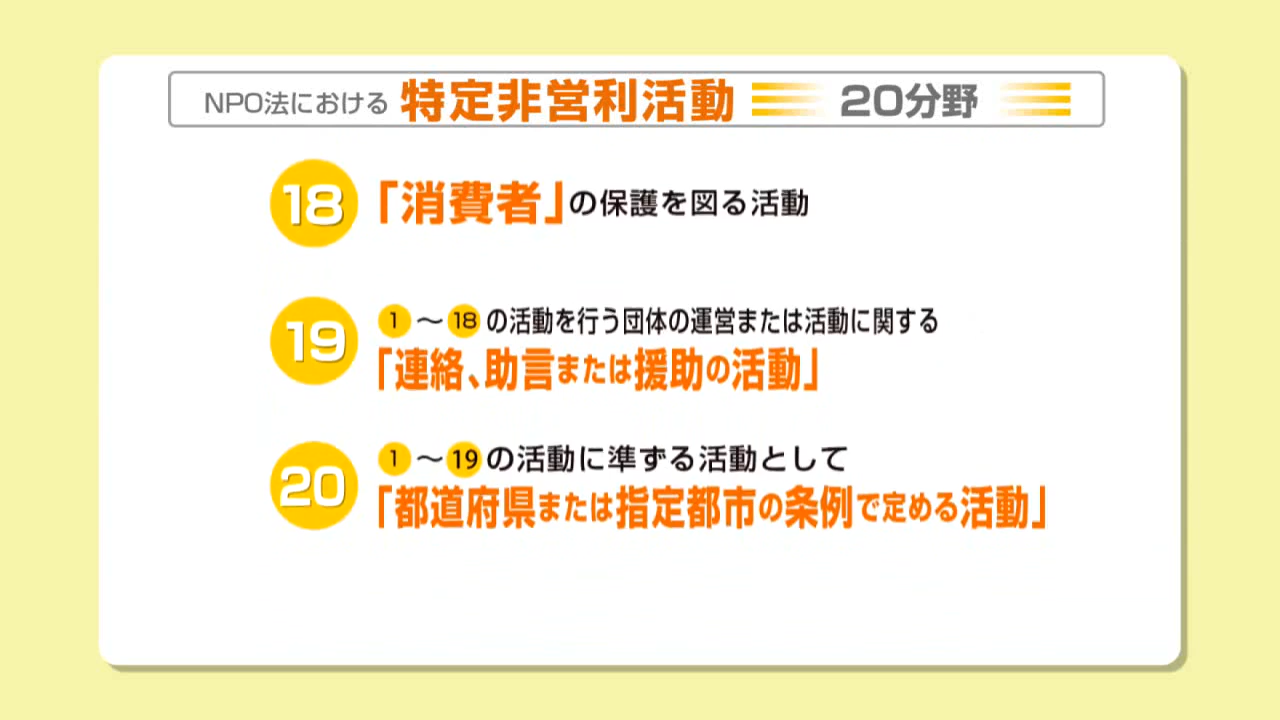 NPO法における 特定非営利活動 20分野
18 「消費者」の保護を図る活動
19 1〜18の活動を行う団体の運営または活動に関する
「連絡、助言または援助の活動」
20 1〜19の活動に準ずる活動として
「都道府県または指定都市の条例で定める活動」